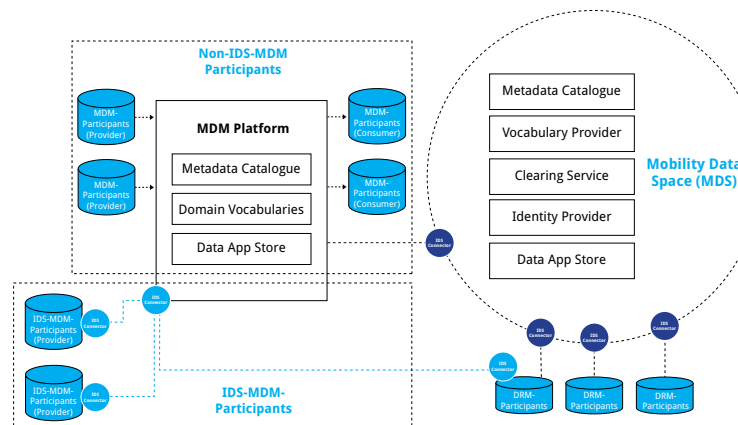 Non-IDS-MDM
Participants
MDM-
Participants
(Provider)
MDM-
Participants
(Provider)
MDM Platform
Metadata Catalogue
Domain Vocabularies
Data App Store
MDM-
Participants
(Consumer)
MDM-
Participants
(Consumer)
IDS
Connector
Metadata Catalogue
Vocabulary Provider
Clearing Service
Identity Provider
Data App Store
Mobility Data
Space (MDS)
IDS
Connector
IDS-MDM-
Participants
(Provider)
IDS
Connector
IDS-MDM-
Participants
(Provider)
IDS
Connector
IDS-MDM-
Participants
IDS
Connector
IDS
Connector
IDS
Connector
IDS
Connector
DRM-
Participants
DRM-
Participants
DRM-
Participants